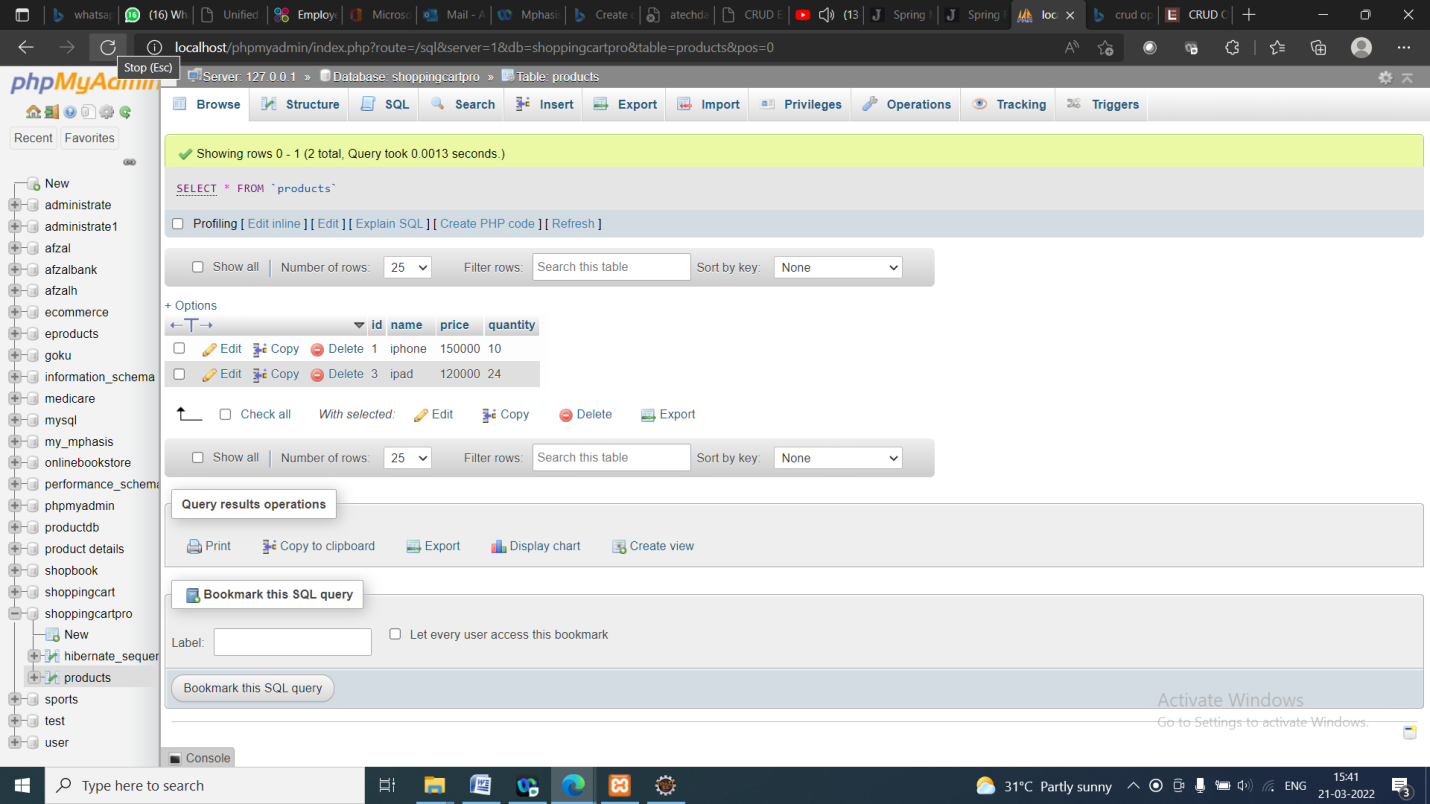 whatsap
(16) Wh
Unified
Employe
Microsc
Mail - A
Mphasis
Create c
atechda
CRUD E
(13
Spring
Spring
loc
crud op
CRUD C
localhost/phpmyadmin/index.php?route=/sql&server=1&db=shoppingcartpro&table=products&pos=0
Stop (Esc)
phpMyAdmin
Server: 127.0.0.1 » Database: shoppingcartpro » Table: products
Browse Structure SQL Search Insert Export Import Privileges Operations Tracking Triggers
Recent Favorites
New
administrate
administrate1
afzal
afzalbank
afzalh
ecommerce
eproducts
goku
information_schema
medicare
mysql
my_mphasis
onlinebookstore
performance_schema
phpmyadmin
productdb
product details
shopbook
shoppingcart
shoppingcartpro
New
hibernate_sequen
products
sports
test
user
Showing rows 0 - 1 (2 total, Query took 0.0013 seconds.)
SELECT * FROM `products`
Profiling [ Edit inline ] [ Edit ] [ Explain SQL ] [ Create PHP code ] [ Refresh ]
Show all Number of rows: 25 Filter rows: Search this table Sort by key: None
+ Options
←T→ id name price quantity
Edit Copy Delete 1 iphone 150000 10
Edit Copy Delete 3 ipad 120000 24
Check all With selected: Edit Copy Delete Export
Show all Number of rows: 25 Filter rows: Search this table Sort by key: None
Query results operations
Print Copy to clipboard Export Display chart Create view
Bookmark this SQL query
Label: Let every user access this bookmark
Bookmark this SQL query
Activate Windows
Go to Settings to activate Windows.
Console
Type here to search
31°C Partly sunny
ENG
15:41
21-03-2022
3